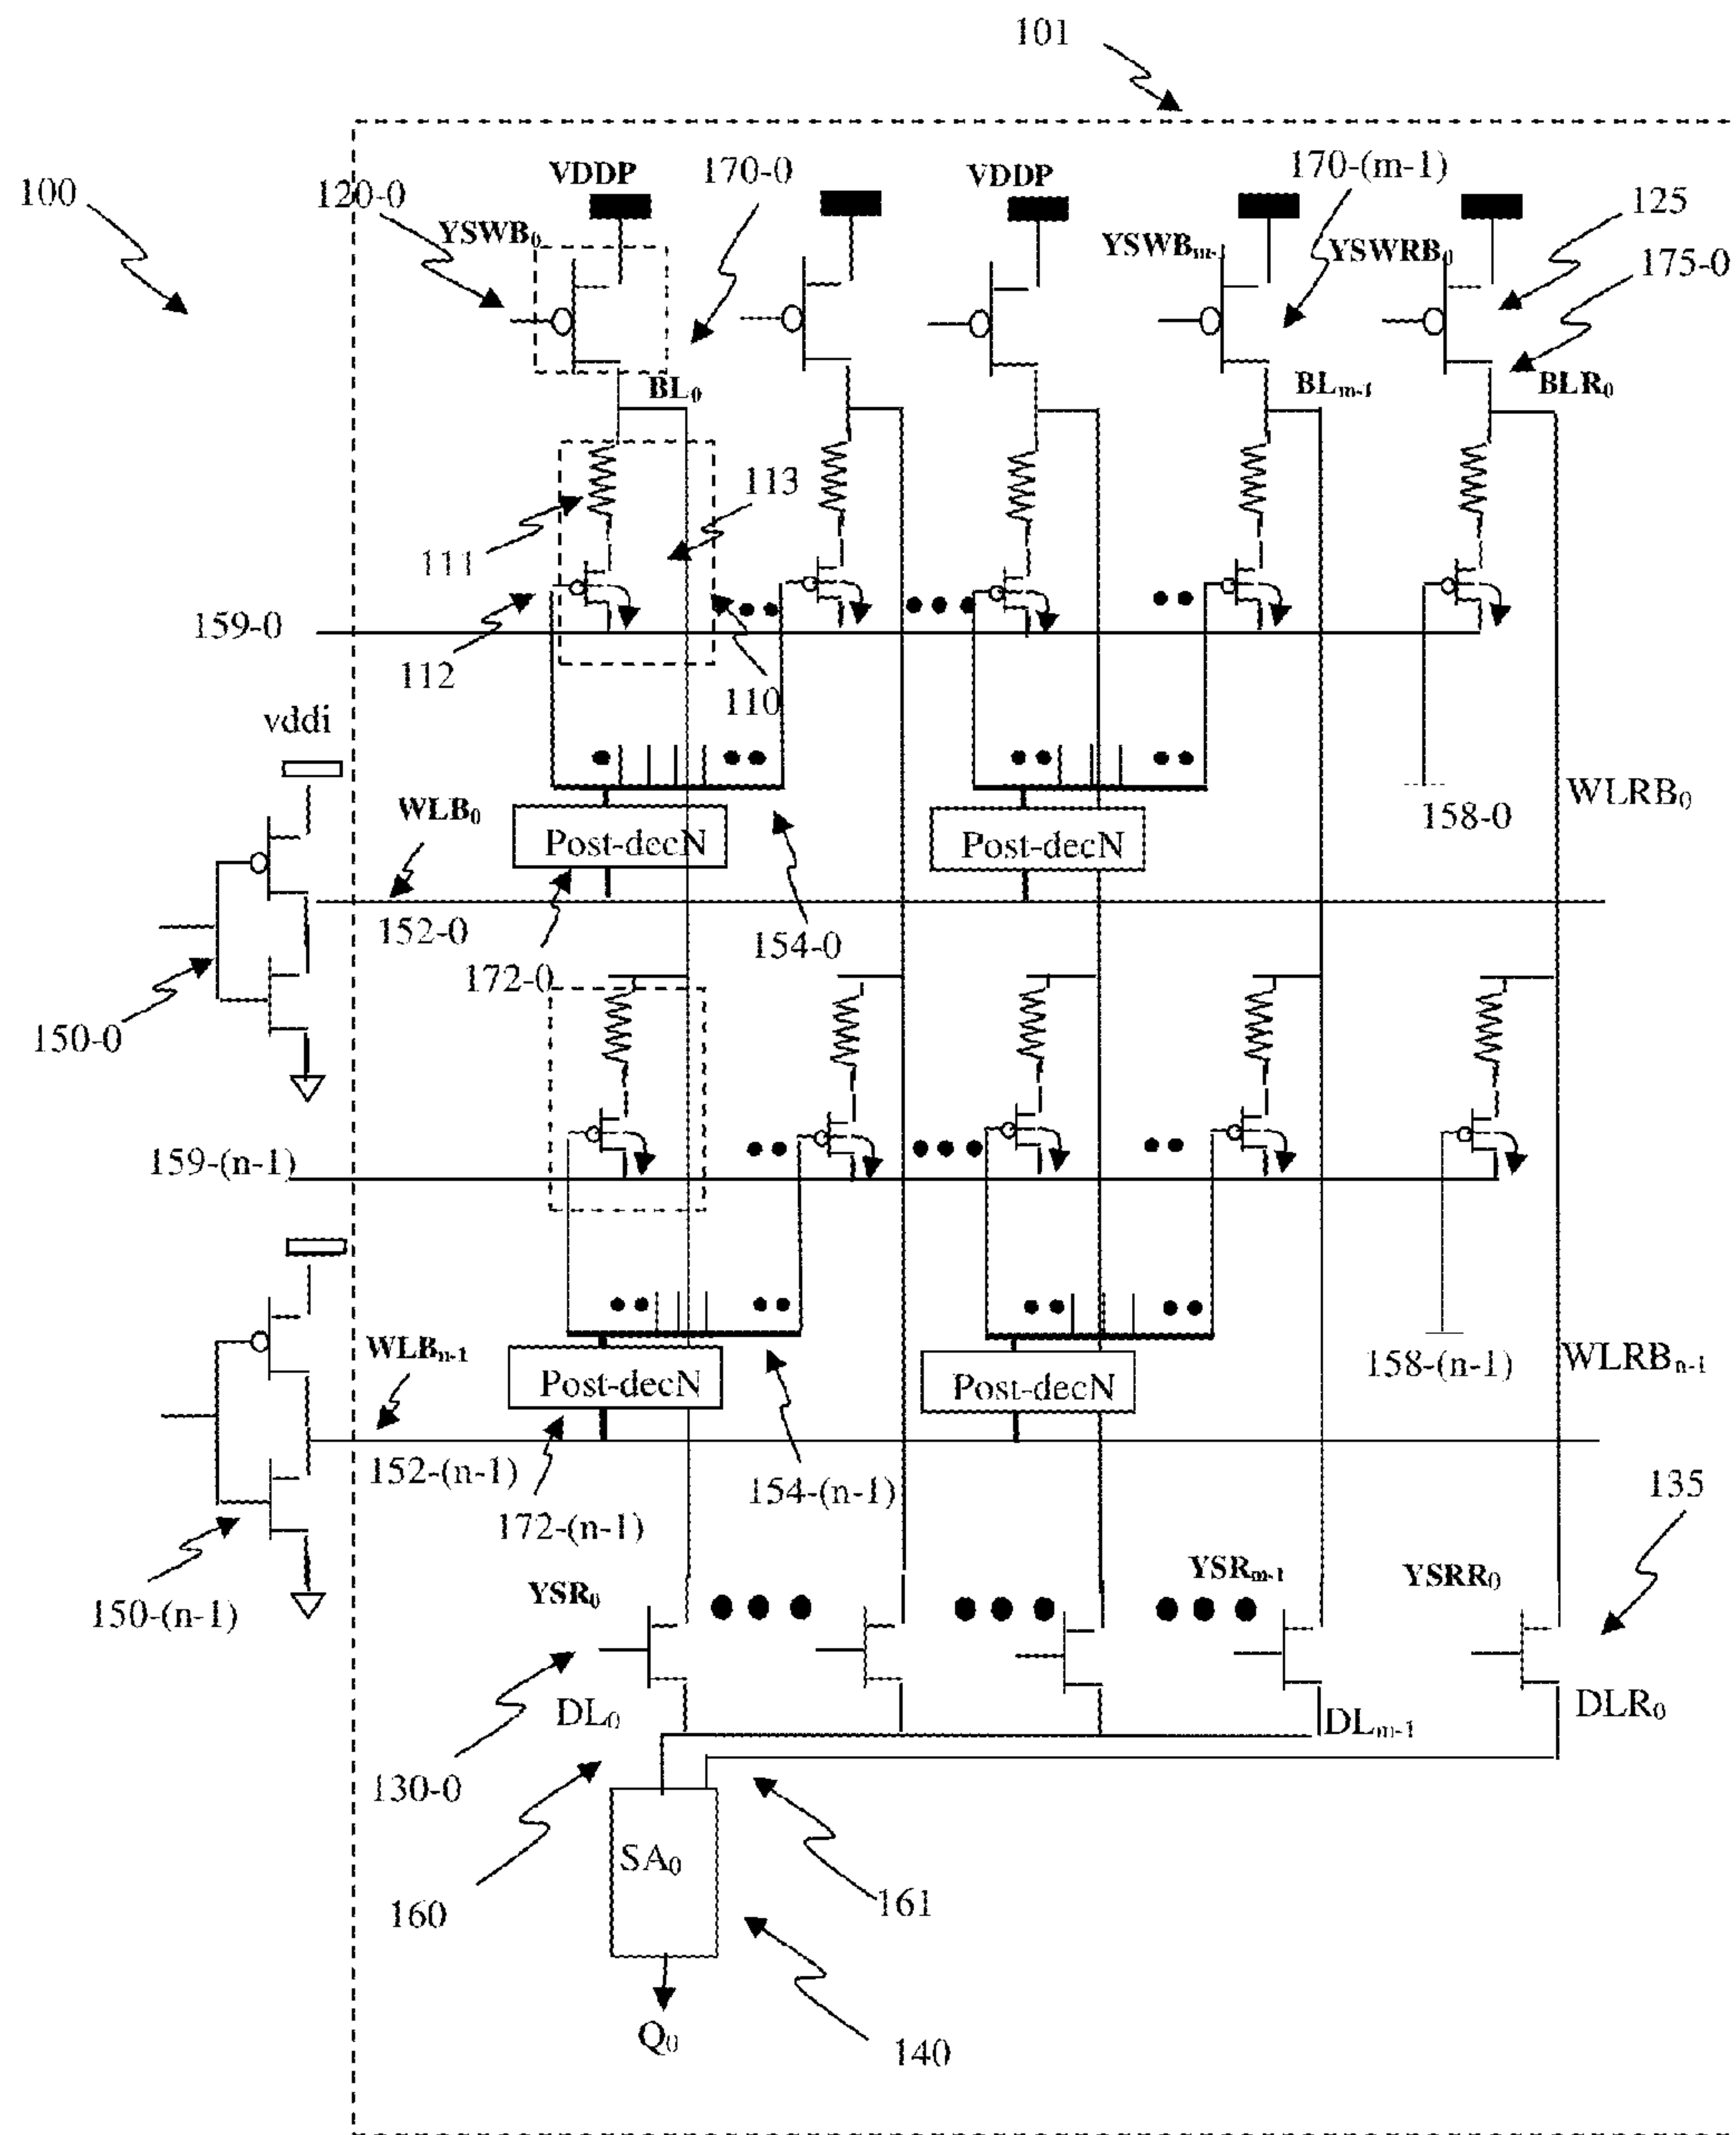 101
100
120-0
VDDP
170-0
VDDP
170-(m-1)
125
YSWB₀
YSWBₘ₋₁
YSWRB₀
175-0
BL₀
BLₘ₋₁
BLR₀
111
113
159-0
112
110
vddi
WLB₀
Post-decN
Post-decN
158-0
WLRB₀
152-0
172-0
154-0
150-0
159-(n-1)
WLBₙ₋₁
Post-decN
Post-decN
158-(n-1)
WLRBₙ₋₁
152-(n-1)
172-(n-1)
154-(n-1)
135
150-(n-1)
YSR₀
YSRₘ₋₁
YSRR₀
130-0
DL₀
DLₘ₋₁
DLR₀
160
SA₀
161
Q₀
140